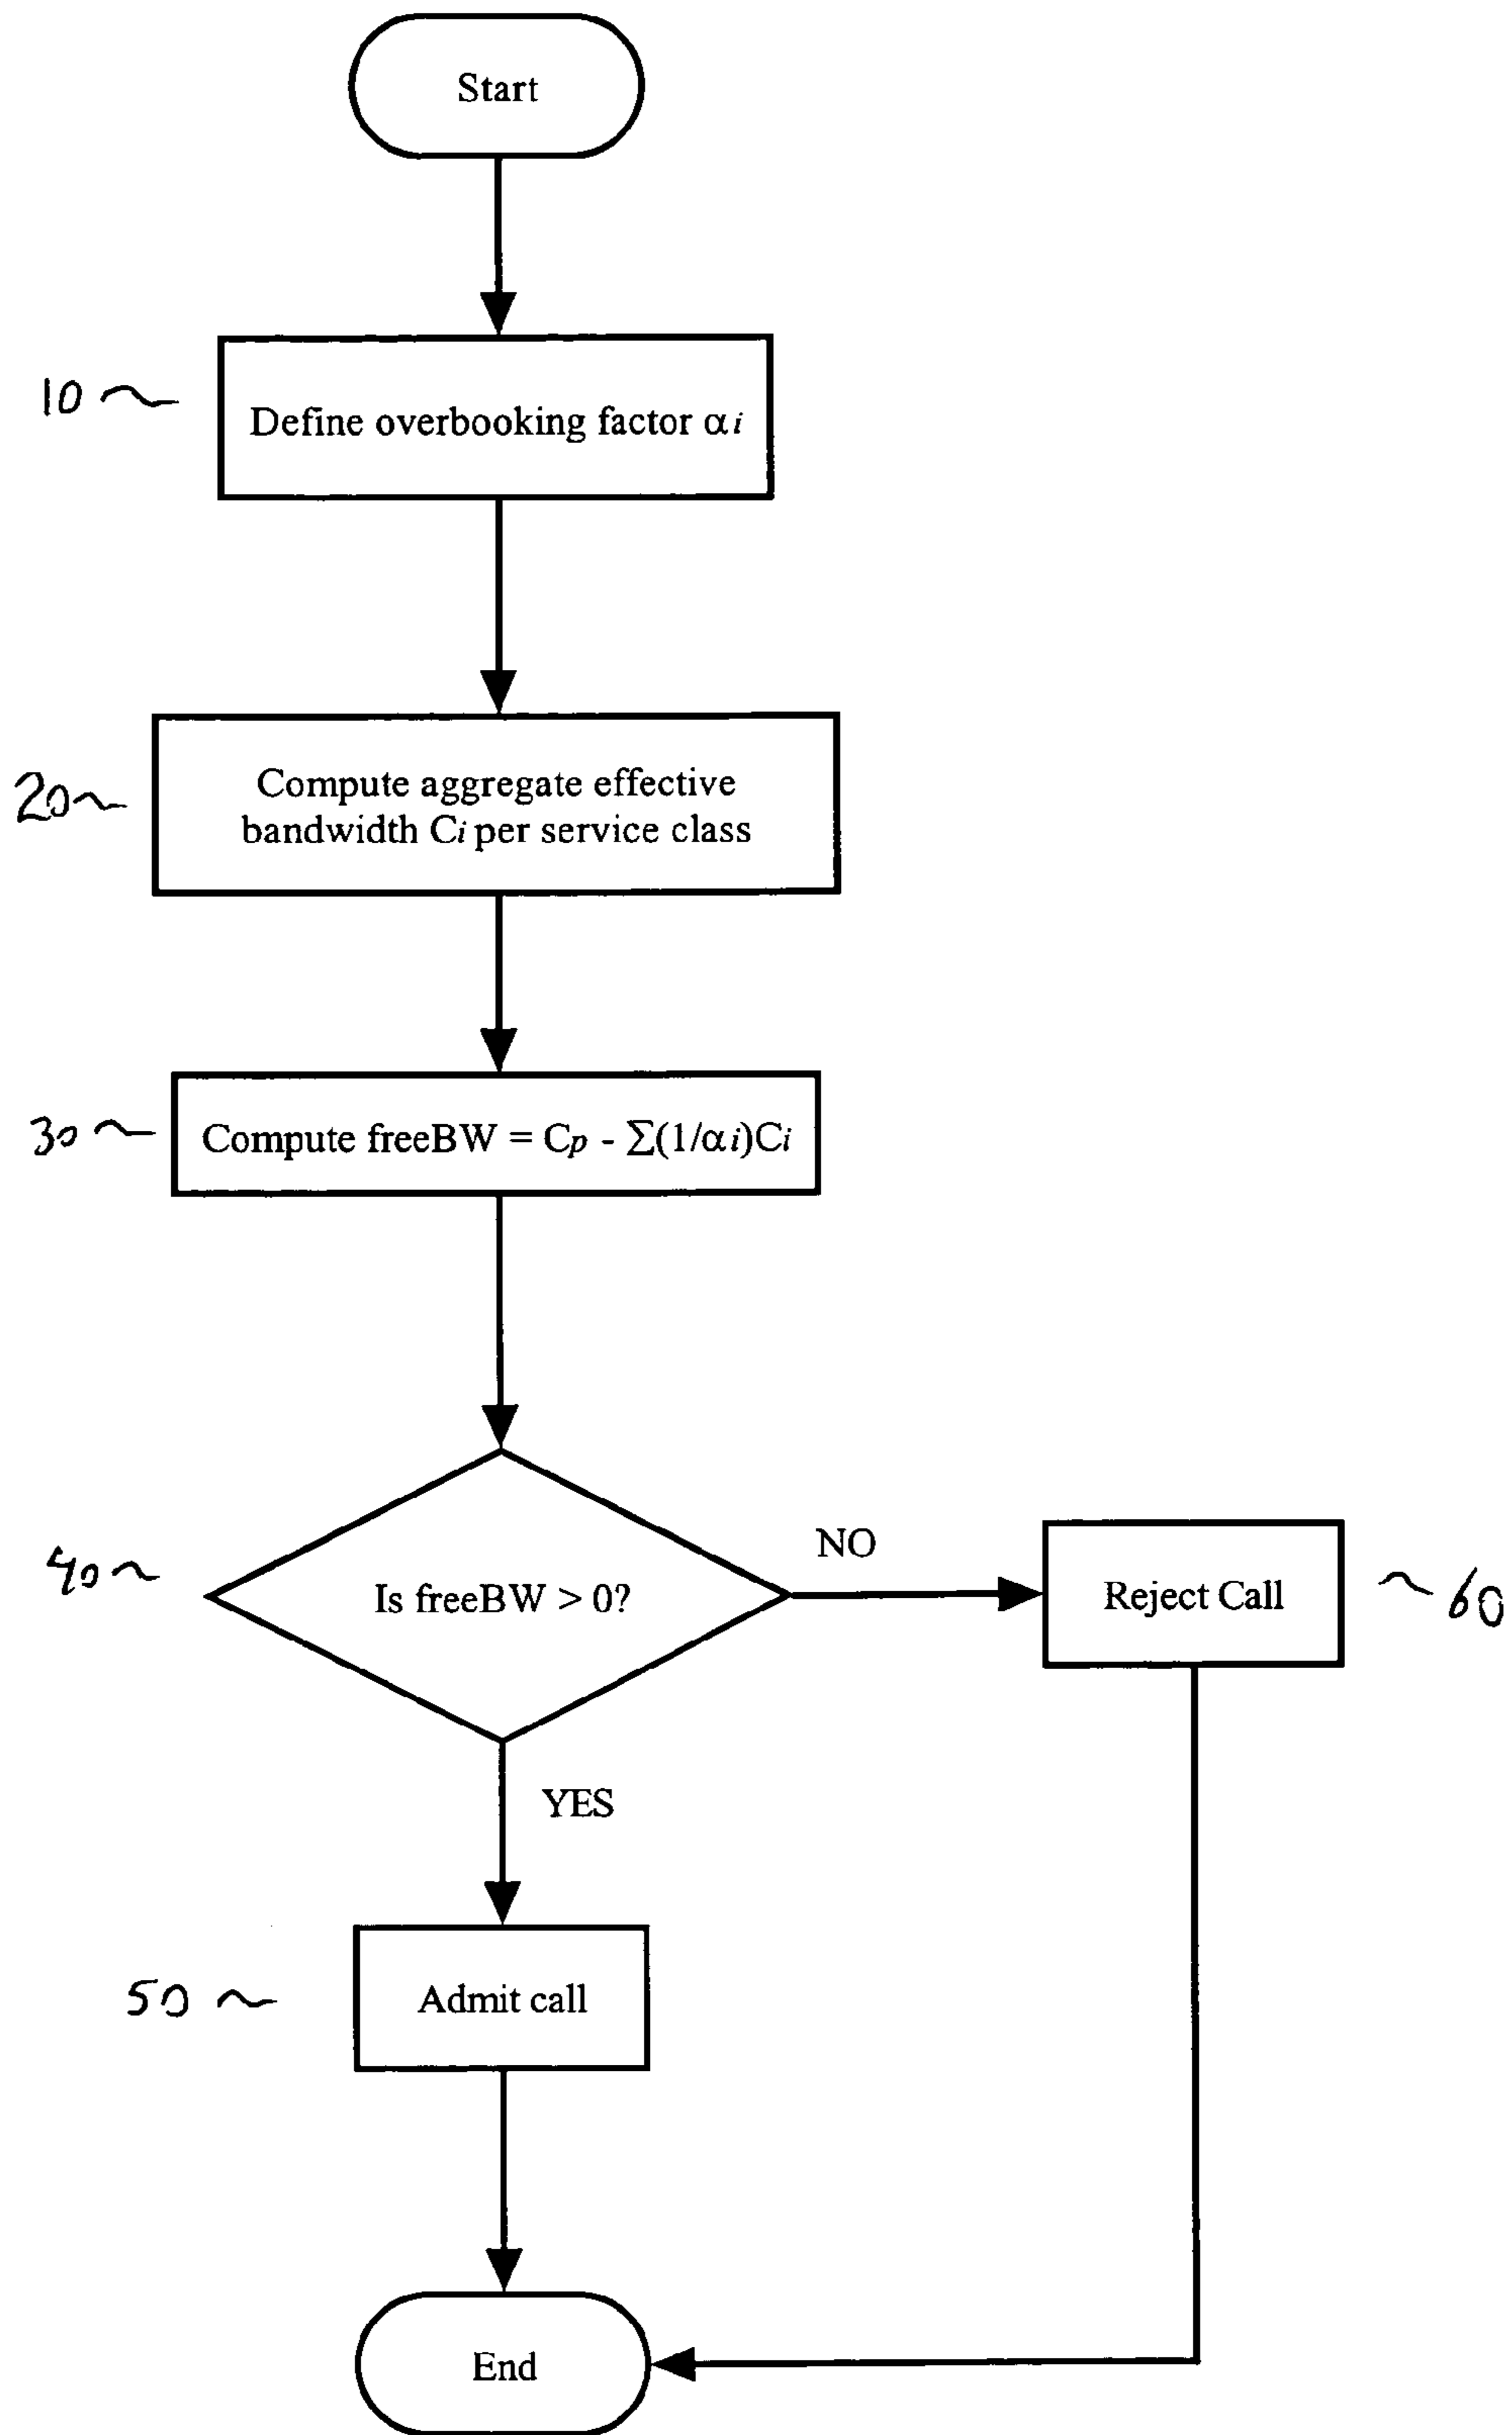 Start
10
Define overbooking factor αi
20
Compute aggregate effective
bandwidth Ci per service class
30
Compute freeBW = Cp - Σ(1/αi)Ci
40
Is freeBW > 0?
NO
Reject Call
60
YES
50
Admit call
End